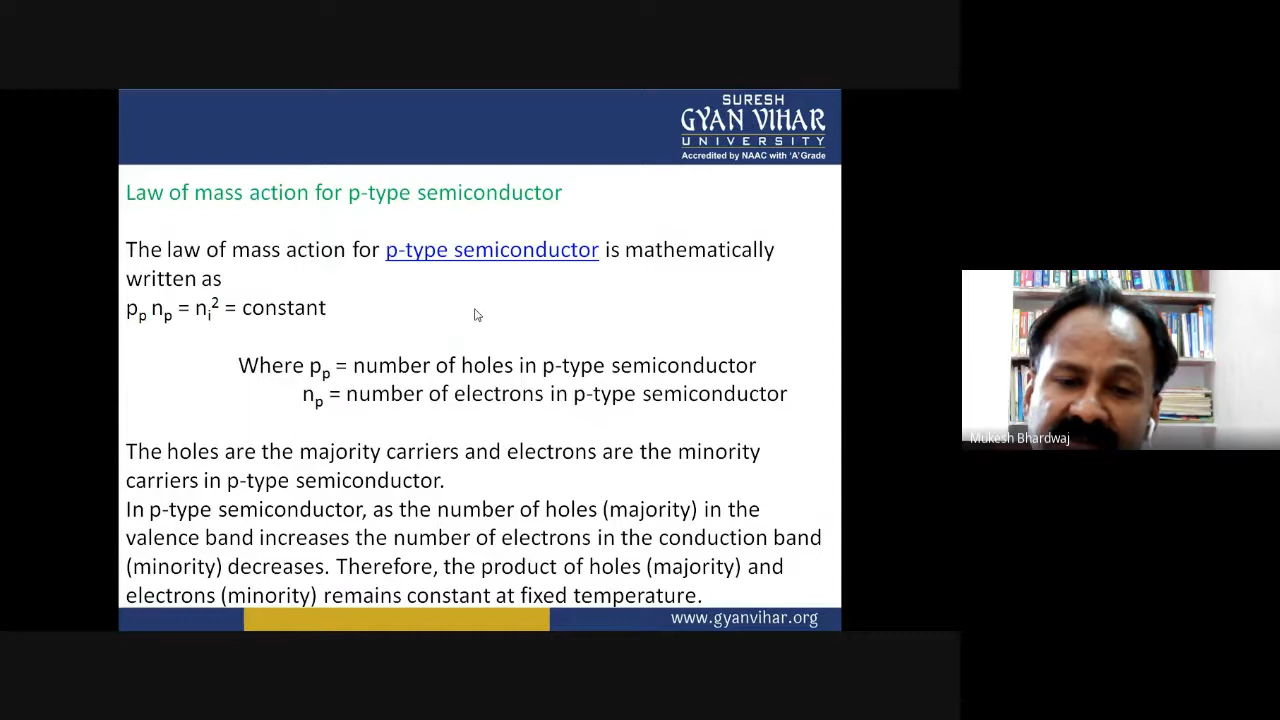 SURESH
GYAN VIHAR
UNIVERSITY
Accredited by NAAC with 'A' Grade
Law of mass action for p-type semiconductor
The law of mass action for p-type semiconductor is mathematically
written as
pₚ nₚ = nᵢ² = constant
Where pₚ = number of holes in p-type semiconductor
nₚ = number of electrons in p-type semiconductor
The holes are the majority carriers and electrons are the minority
carriers in p-type semiconductor.
In p-type semiconductor, as the number of holes (majority) in the
valence band increases the number of electrons in the conduction band
(minority) decreases. Therefore, the product of holes (majority) and
electrons (minority) remains constant at fixed temperature.
www.gyanvihar.org
Mukesh Bhardwaj